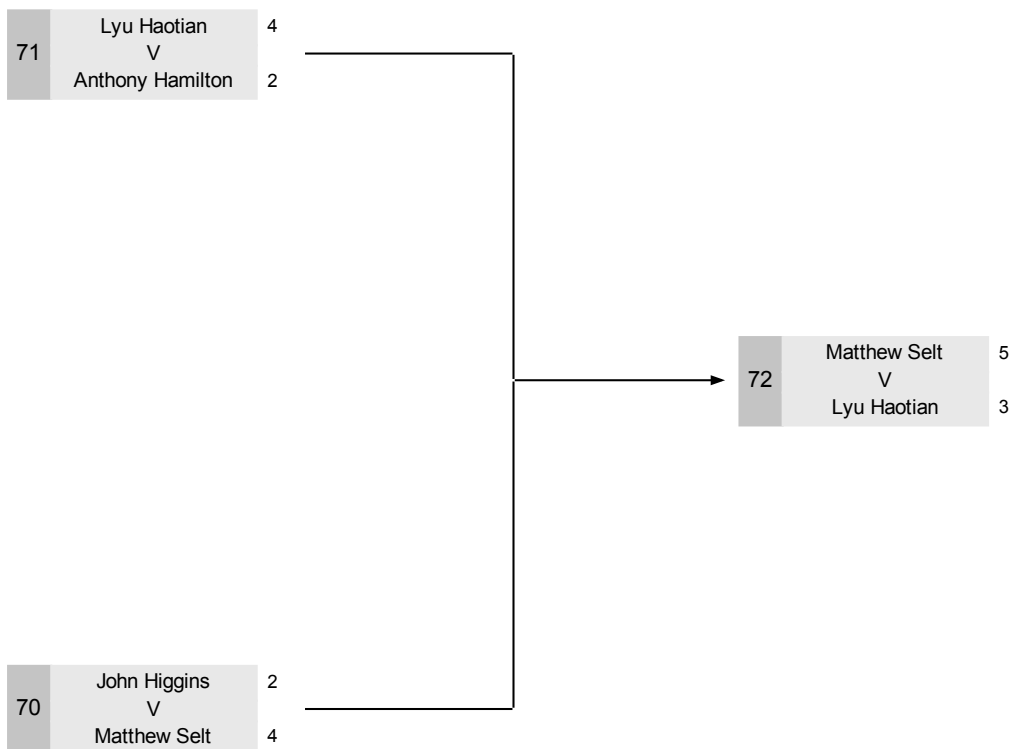 71
Lyu Haotian 4
V
Anthony Hamilton 2
72
Matthew Selt 5
V
Lyu Haotian 3
70
John Higgins 2
V
Matthew Selt 4